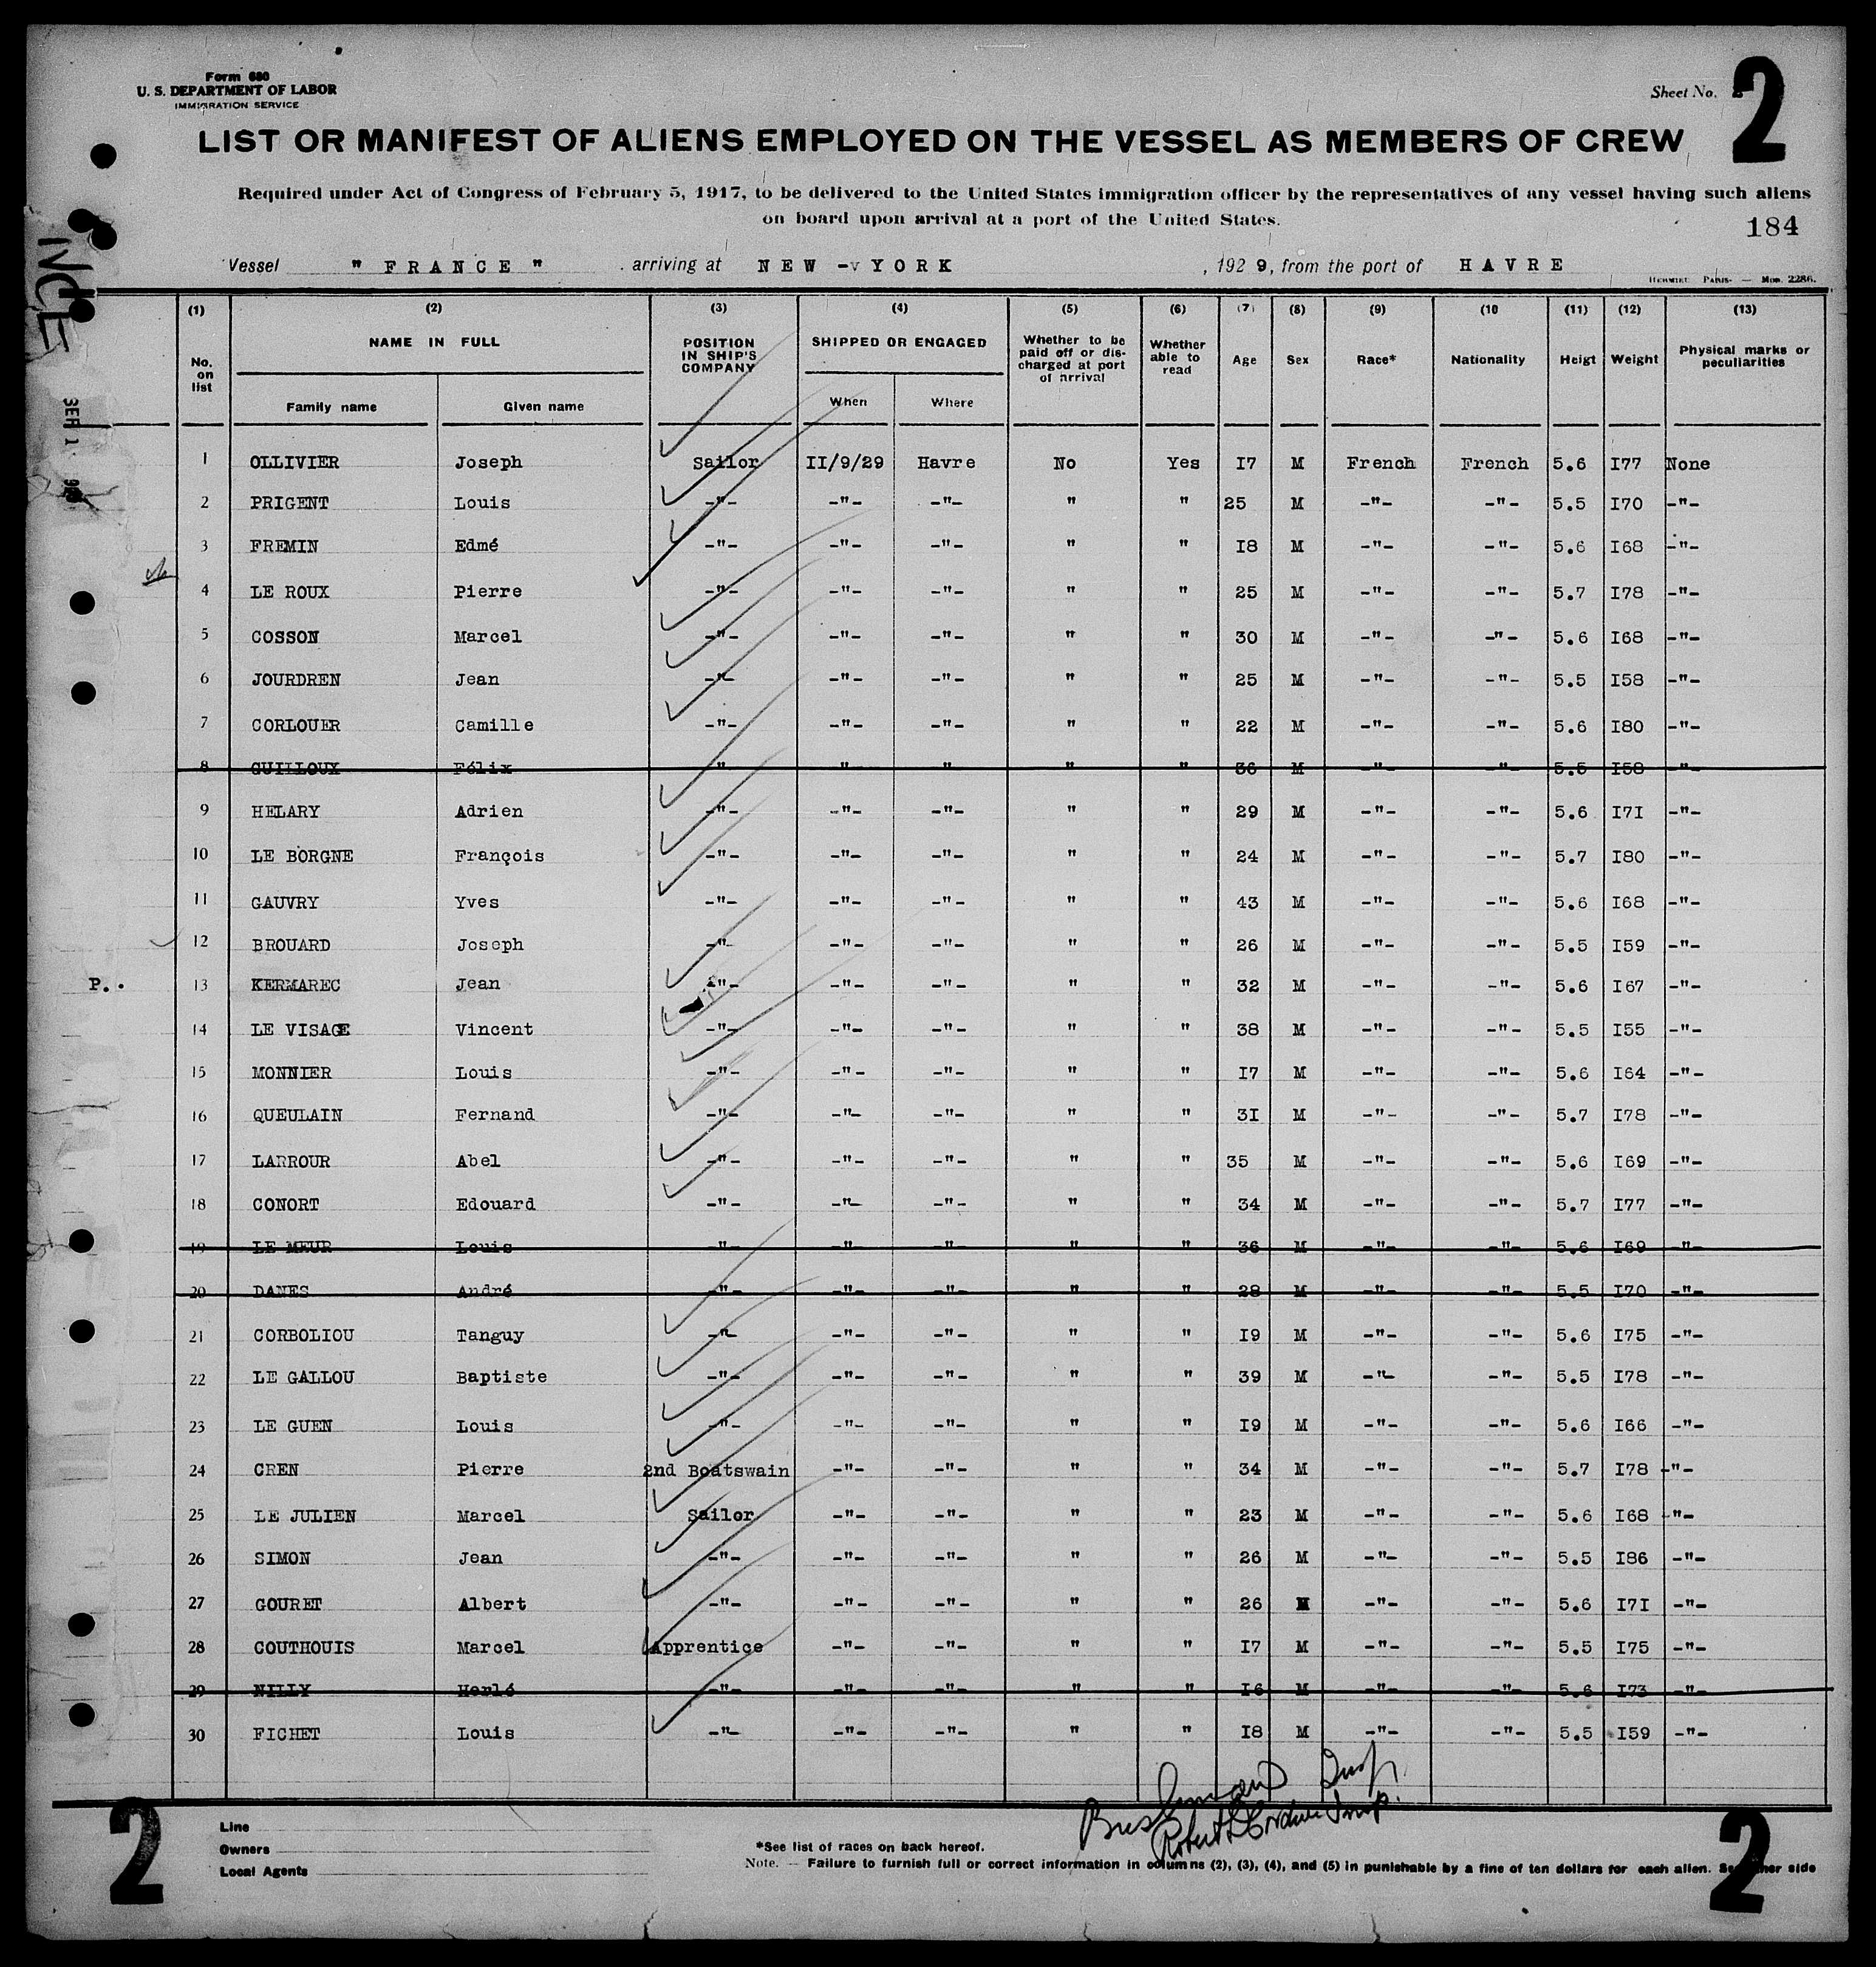 Form 680
U. S. DEPARTMENT OF LABOR
IMMIGRATION SERVICE
Sheet No. 2
LIST OR MANIFEST OF ALIENS EMPLOYED ON THE VESSEL AS MEMBERS OF CREW
Required under Act of Congress of February 5, 1917, to be delivered to the United States immigration officer by the representatives of any vessel having such aliens
on board upon arrival at a port of the United States.
184
Vessel " FRANCE " arriving at NEW - YORK , 192 9, from the port of HAVRE
PARIS- — Mod. 2286.
(1) (2) (3) (4) (5) (6) (7) (8) (9) (10 (11) (12) (13)
No. on list NAME IN FULL POSITION IN SHIP'S COMPANY SHIPPED OR ENGAGED Whether to be paid off or discharged at port of arrival Whether able to read Age Sex Race* Nationality Heigt Weight Physical marks or peculiarities
Family name Given name When Where
1 OLLIVIER Joseph Sailor II/9/29 Havre No Yes I7 M French French 5.6 I77 None
2 PRIGENT Louis -"- -"- -"- " " 25 M -"- -"- 5.5 I70 -"-
3 FREMIN Edmé -"- -"- -"- " " I8 M -"- -"- 5.6 I68 -"-
4 LE ROUX Pierre -"- -"- -"- " " 25 M -"- -"- 5.7 I78 -"-
5 COSSON Marcel -"- -"- -"- " " 30 M -"- -"- 5.6 I68 -"-
6 JOURDREN Jean -"- -"- -"- " " 25 M -"- -"- 5.5 I58 -"-
7 CORLOUER Camille -"- -"- -"- " " 22 M -"- -"- 5.6 I80 -"-
8 GUILLOUX Félix " " " " " 36 M -"- -"- 5.5 I58 -"-
9 HELARY Adrien -"- -"- -"- " " 29 M -"- -"- 5.6 I7I -"-
10 LE BORGNE François -"- -"- -"- " " 24 M -"- -"- 5.7 I80 -"-
11 GAUVRY Yves -"- -"- -"- " " 43 M -"- -"- 5.6 I68 -"-
12 BROUARD Joseph -"- -"- -"- " " 26 M -"- -"- 5.5 I59 -"-
P. 13 KERMAREC Jean -"- -"- -"- " " 32 M -"- -"- 5.6 I67 -"-
14 LE VISAGE Vincent -"- -"- -"- " " 38 M -"- -"- 5.5 I55 -"-
15 MONNIER Louis -"- -"- -"- " " I7 M -"- -"- 5.6 I64 -"-
16 QUEULAIN Fernand -"- -"- -"- " " 3I M -"- -"- 5.7 I78 -"-
17 LARROUR Abel -"- -"- -"- " " 35 M -"- -"- 5.6 I69 -"-
18 CONORT Edouard -"- -"- -"- " " 34 M -"- -"- 5.7 I77 -"-
19 LE MEUR Louis -"- -"- -"- " " 36 M -"- -"- 5.6 I69 -"-
20 DANES André -"- -"- -"- " " 28 M -"- -"- 5.5 I70 -"-
21 CORBOLIOU Tanguy -"- -"- -"- " " I9 M -"- -"- 5.6 I75 -"-
22 LE GALLOU Baptiste -"- -"- -"- " " 39 M -"- -"- 5.5 I78 -"-
23 LE GUEN Louis -"- -"- -"- " " I9 M -"- -"- 5.6 I66 -"-
24 CREN Pierre 2nd Boatswain -"- -"- " " 34 M -"- -"- 5.7 I78 -"-
25 LE JULIEN Marcel Sailor -"- -"- " " 23 M -"- -"- 5.6 I68 -"-
26 SIMON Jean -"- -"- -"- " " 26 M -"- -"- 5.5 I86 -"-
27 GOURET Albert -"- -"- -"- " " 26 M -"- -"- 5.6 I7I -"-
28 COUTHOUIS Marcel Apprentice -"- -"- " " I7 M -"- -"- 5.5 I75 -"-
29 NILLY Herlé -"- -"- -"- " " I6 M -"- -"- 5.6 I73 -"-
30 FICHET Louis -"- -"- -"- " " I8 M -"- -"- 5.5 I59 -"-
2
Line
Owners
Local Agents
*See list of races on back hereof.
Note. — Failure to furnish full or correct information in columns (2), (3), (4), and (5) in punishable by a fine of ten dollars for each alien. See other side
2